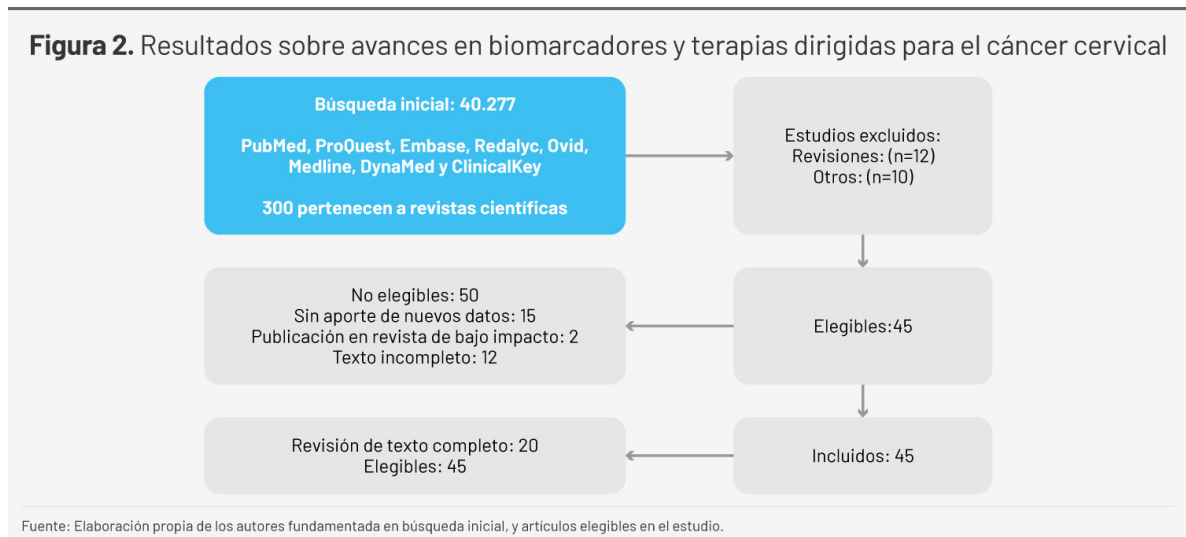 Figura 2. Resultados sobre avances en biomarcadores y terapias dirigidas para el cáncer cervical
Búsqueda inicial: 40.277
PubMed, ProQuest, Embase, Redalyc, Ovid,
Medline, DynaMed y ClinicalKey
300 pertenecen a revistas científicas
Estudios excluidos:
Revisiones: (n=12)
Otros: (n=10)
No elegibles: 50
Sin aporte de nuevos datos: 15
Publicación en revista de bajo impacto: 2
Texto incompleto: 12
Elegibles:45
Revisión de texto completo: 20
Elegibles: 45
Incluidos: 45
Fuente: Elaboración propia de los autores fundamentada en búsqueda inicial, y artículos elegibles en el estudio.